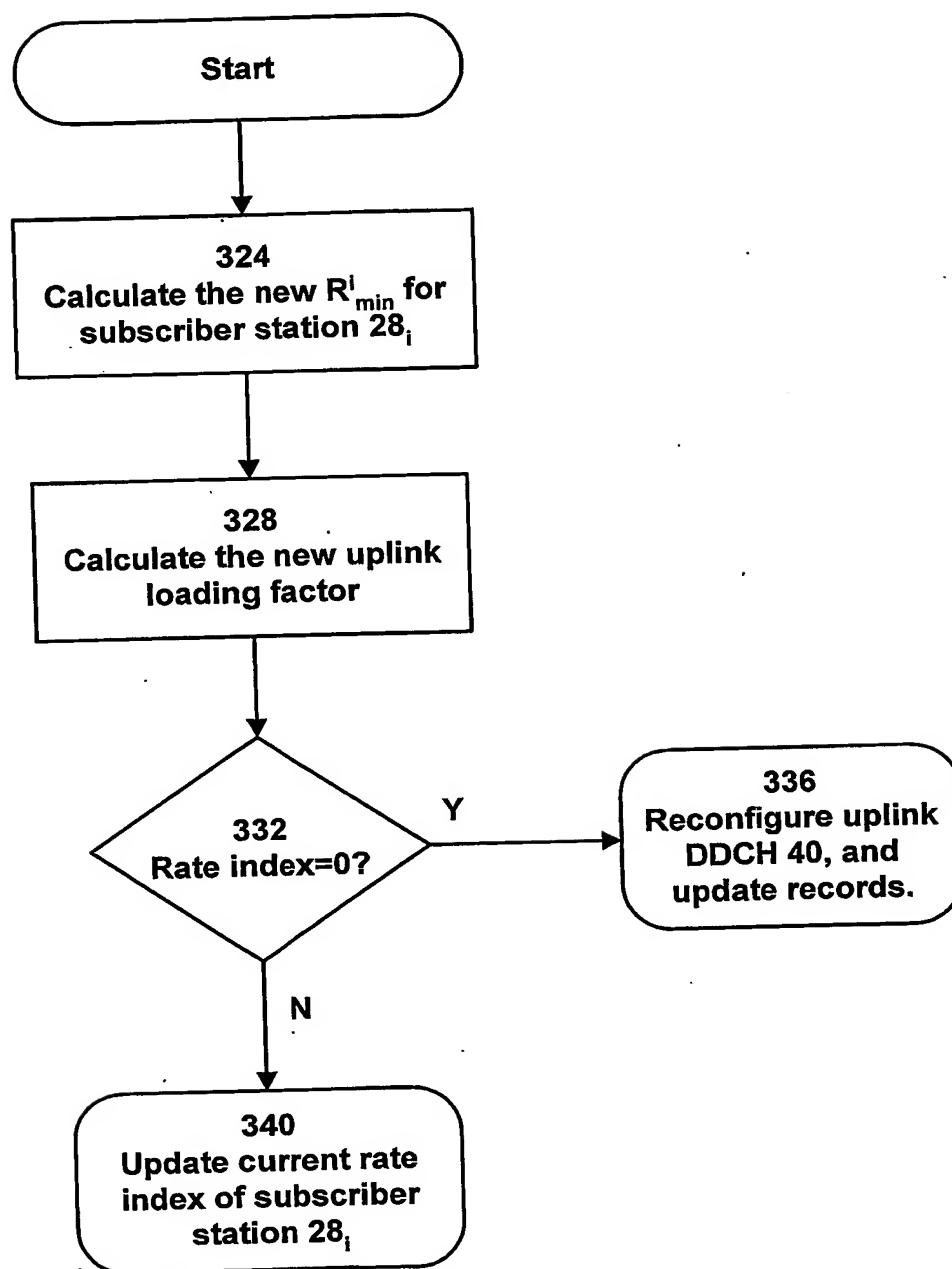 Start
324
Calculate the new R^i_min for
subscriber station 28_i
328
Calculate the new uplink
loading factor
332
Rate index=0?
Y
336
Reconfigure uplink
DDCH 40, and
update records.
N
340
Update current rate
index of subscriber
station 28_i